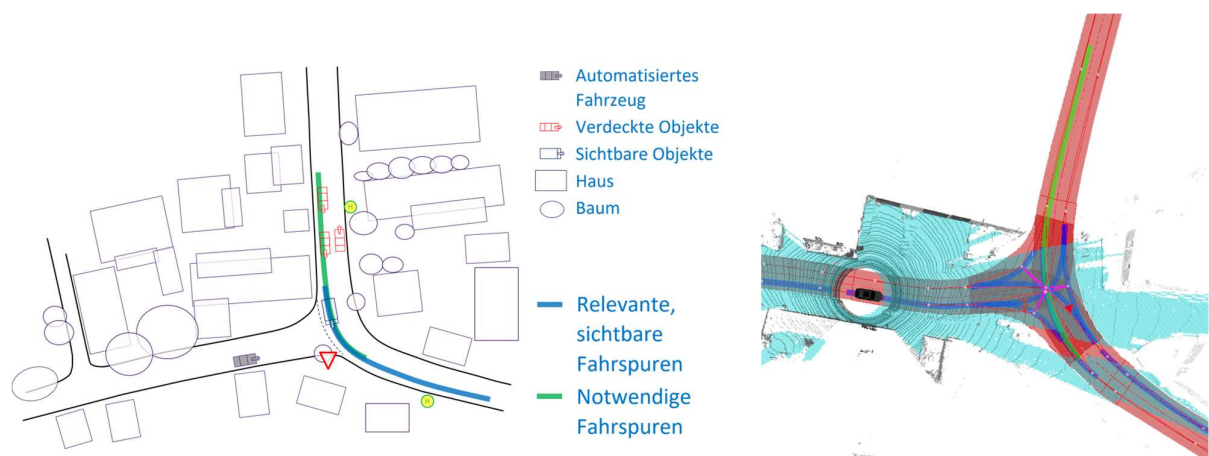 Automatisiertes
Fahrzeug
Verdeckte Objekte
Sichtbare Objekte
Haus
Baum
H
Relevante,
sichtbare
Fahrspuren
H
Notwendige
Fahrspuren